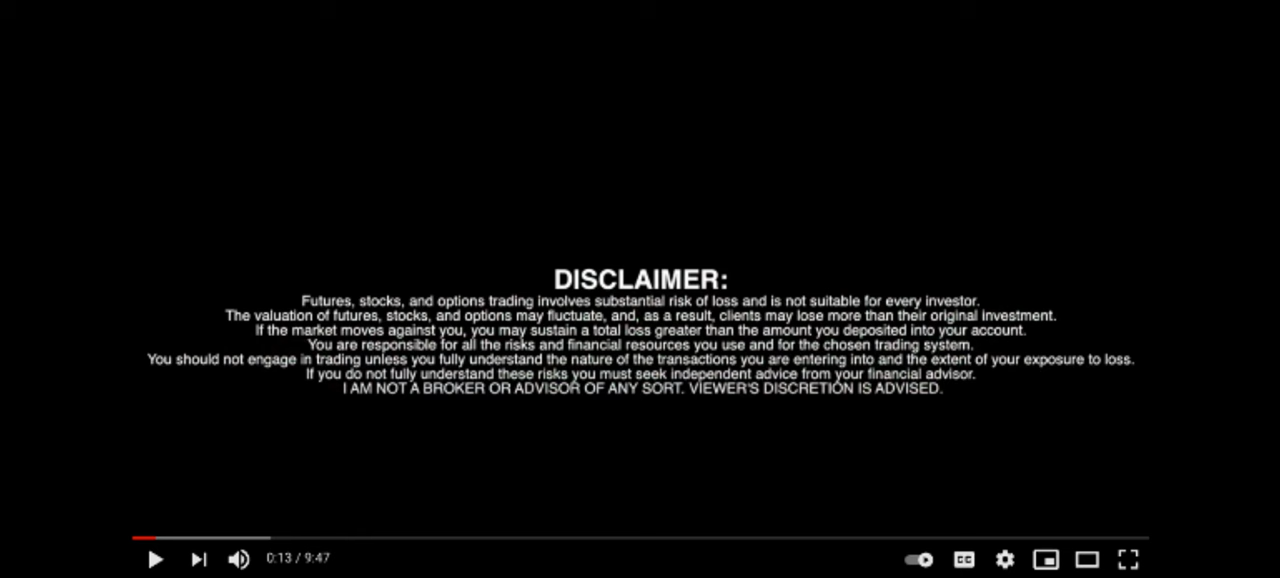 DISCLAIMER:
Futures, stocks, and options trading involves substantial risk of loss and is not suitable for every investor.
The valuation of futures, stocks, and options may fluctuate, and, as a result, clients may lose more than their original investment.
If the market moves against you, you may sustain a total loss greater than the amount you deposited into your account.
You are responsible for all the risks and financial resources you use and for the chosen trading system.
You should not engage in trading unless you fully understand the nature of the transactions you are entering into and the extent of your exposure to loss.
If you do not fully understand these risks you must seek independent advice from your financial advisor.
I AM NOT A BROKER OR ADVISOR OF ANY SORT. VIEWER'S DISCRETION IS ADVISED.
0:13 / 9:47
CC